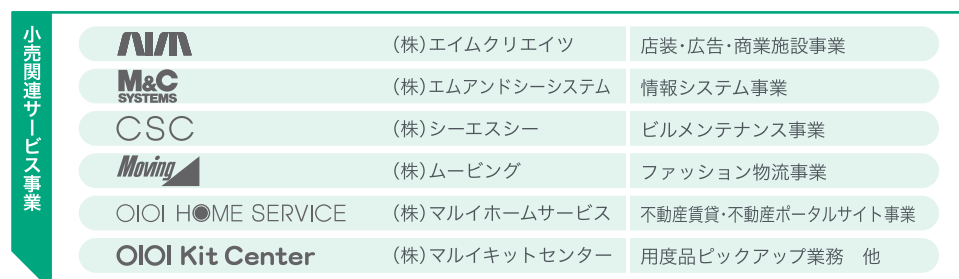 小売関連サービス事業
AIM (株)エイムクリエイツ 店装・広告・商業施設事業
M&C SYSTEMS (株)エムアンドシーシステム 情報システム事業
CSC (株)シーエスシー ビルメンテナンス事業
Moving (株)ムービング ファッション物流事業
OIOI HOME SERVICE (株)マルイホームサービス 不動産賃貸・不動産ポータルサイト事業
OIOI Kit Center (株)マルイキットセンター 用度品ピックアップ業務 他